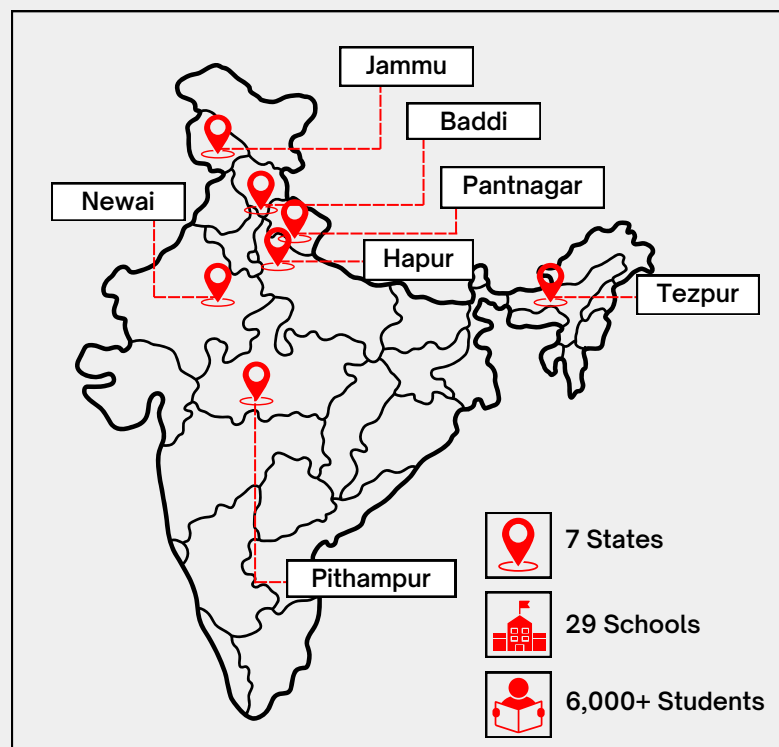 Jammu
Baddi
Pantnagar
Newai
Hapur
Tezpur
Pithampur
7 States
29 Schools
6,000+ Students